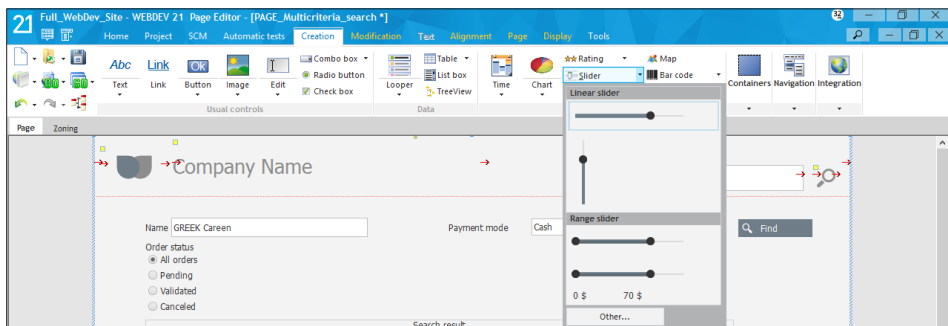 21 Full_WebDev_Site - WEBDEV 21 Page Editor - [PAGE_Multicriteria_search *] 32
Home Project SCM Automatic tests Creation Modification Text Alignment Page Display Tools
Abc Link OK Combo box Table Rating Map
Radio button List box Slider Bar code
Text Link Button Image Edit Check box Looper TreeView Time Chart Containers Navigation Integration
Usual controls Data
Linear slider
Page Zoning
Company Name
Range slider
Name GREEK Careen Payment mode Cash Find
Order status
All orders
Pending
Validated
0 $ 70 $
Canceled
Other...
Search result